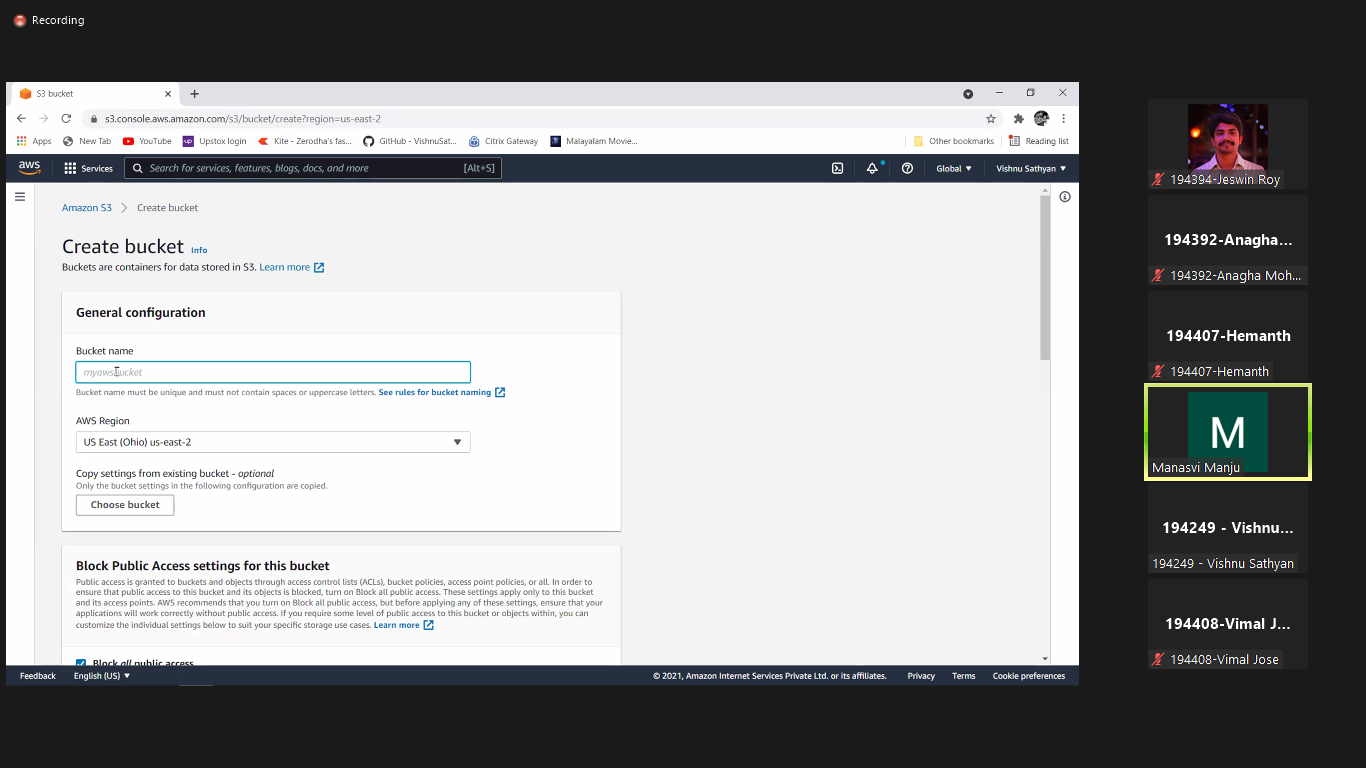 Recording
S3 bucket
s3.console.aws.amazon.com/s3/bucket/create?region=us-east-2
Apps New Tab YouTube Upstox login Kite - Zerodha's fas... GitHub - VishnuSat... Citrix Gateway Malayalam Movie... Other bookmarks Reading list
aws Services Search for services, features, blogs, docs, and more [Alt+S] Global Vishnu Sathyan
Amazon S3 Create bucket
Create bucket Info
Buckets are containers for data stored in S3. Learn more
General configuration
Bucket name
myawsbucket
Bucket name must be unique and must not contain spaces or uppercase letters. See rules for bucket naming
AWS Region
US East (Ohio) us-east-2
Copy settings from existing bucket - optional
Only the bucket settings in the following configuration are copied.
Choose bucket
Block Public Access settings for this bucket
Public access is granted to buckets and objects through access control lists (ACLs), bucket policies, access point policies, or all. In order to
ensure that public access to this bucket and its objects is blocked, turn on Block all public access. These settings apply only to this bucket
and its access points. AWS recommends that you turn on Block all public access, but before applying any of these settings, ensure that your
applications will work correctly without public access. If you require some level of public access to this bucket or objects within, you can
customize the individual settings below to suit your specific storage use cases. Learn more
Block all public access
Feedback English (US) © 2021, Amazon Internet Services Private Ltd. or its affiliates. Privacy Terms Cookie preferences
194394-Jeswin Roy
194392-Anagha...
194392-Anagha Moh...
194407-Hemanth
194407-Hemanth
M
Manasvi Manju
194249 - Vishnu...
194249 - Vishnu Sathyan
194408-Vimal J...
194408-Vimal Jose